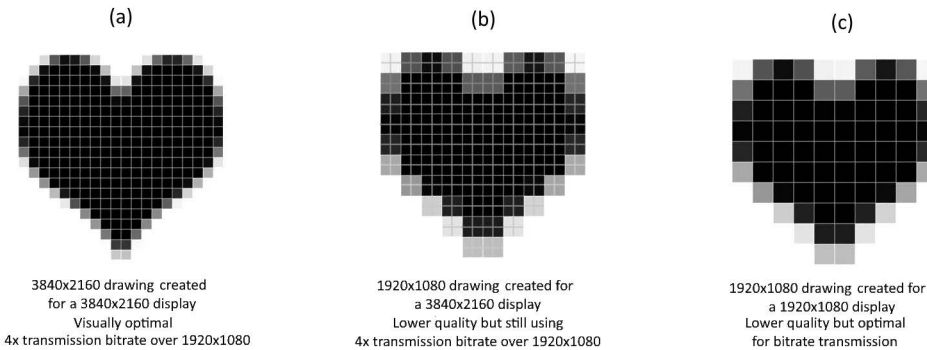 (a)
(b)
(c)
3840x2160 drawing created
for a 3840x2160 display
Visually optimal
4x transmission bitrate over 1920x1080
1920x1080 drawing created for
a 3840x2160 display
Lower quality but still using
4x transmission bitrate over 1920x1080
1920x1080 drawing created for
a 1920x1080 display
Lower quality but optimal
for bitrate transmission